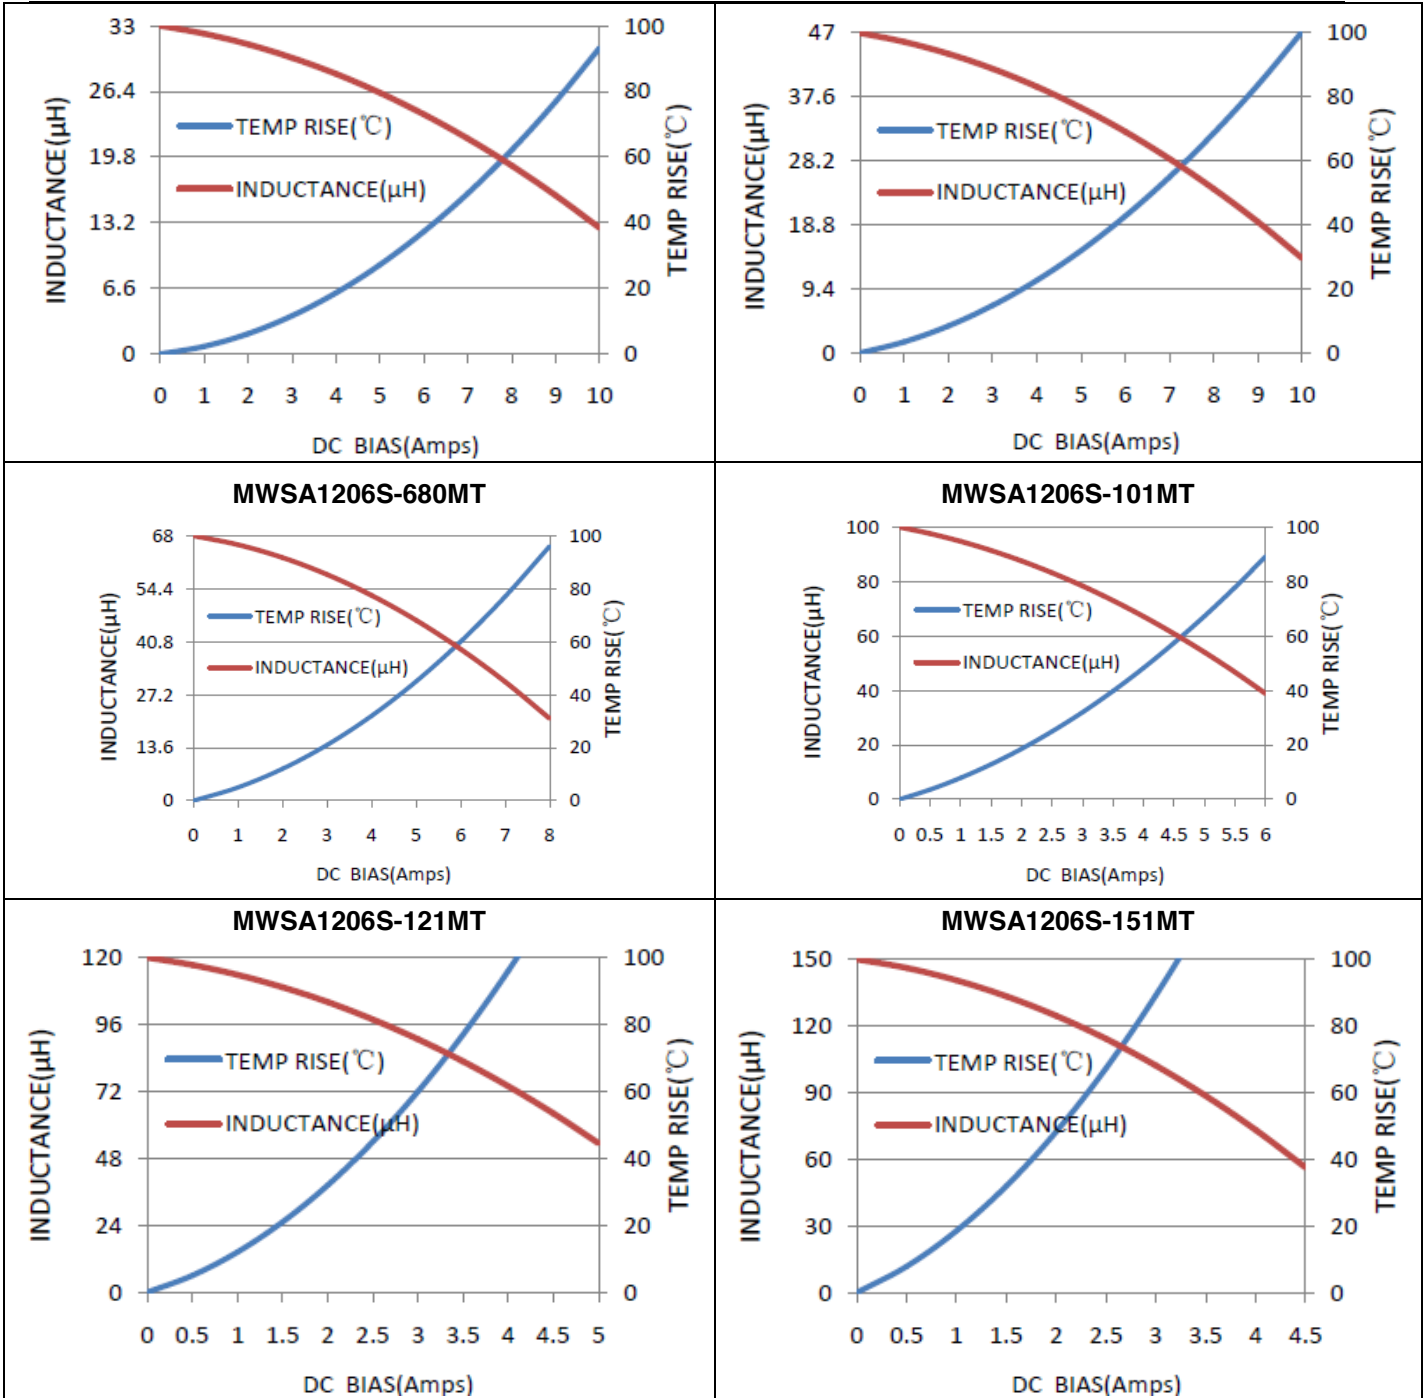 33
26.4
19.8
13.2
6.6
0
INDUCTANCE(μH)
TEMP RISE(℃)
INDUCTANCE(μH)
100
80
60
40
20
0
TEMP RISE(℃)
0 1 2 3 4 5 6 7 8 9 10
DC BIAS(Amps)
47
37.6
28.2
18.8
9.4
0
INDUCTANCE(μH)
TEMP RISE(℃)
INDUCTANCE(μH)
100
80
60
40
20
0
TEMP RISE(℃)
0 1 2 3 4 5 6 7 8 9 10
DC BIAS(Amps)
MWSA1206S-680MT
68
54.4
40.8
27.2
13.6
0
INDUCTANCE(μH)
TEMP RISE(℃)
INDUCTANCE(μH)
100
80
60
40
20
0
TEMP RISE(℃)
0 1 2 3 4 5 6 7 8
DC BIAS(Amps)
MWSA1206S-101MT
100
80
60
40
20
0
INDUCTANCE(μH)
TEMP RISE(℃)
INDUCTANCE(μH)
100
80
60
40
20
0
TEMP RISE(℃)
0 0.5 1 1.5 2 2.5 3 3.5 4 4.5 5 5.5 6
DC BIAS(Amps)
MWSA1206S-121MT
120
96
72
48
24
0
INDUCTANCE(μH)
TEMP RISE(℃)
INDUCTANCE(μH)
100
80
60
40
20
0
TEMP RISE(℃)
0 0.5 1 1.5 2 2.5 3 3.5 4 4.5 5
DC BIAS(Amps)
MWSA1206S-151MT
150
120
90
60
30
0
INDUCTANCE(μH)
TEMP RISE(℃)
INDUCTANCE(μH)
100
80
60
40
20
0
TEMP RISE(℃)
0 0.5 1 1.5 2 2.5 3 3.5 4 4.5
DC BIAS(Amps)